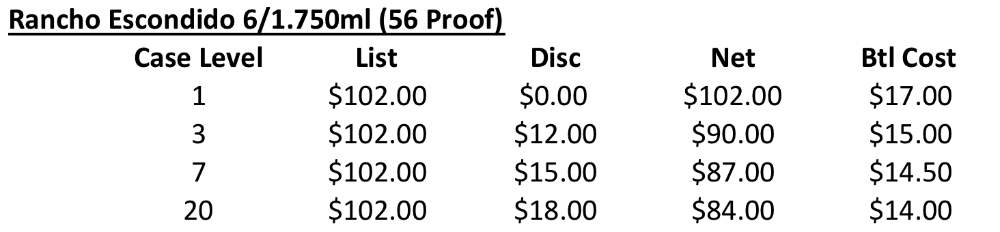 Rancho Escondido 6/1.750ml (56 Proof)
Case Level List Disc Net Btl Cost
1 $102.00 $0.00 $102.00 $17.00
3 $102.00 $12.00 $90.00 $15.00
7 $102.00 $15.00 $87.00 $14.50
20 $102.00 $18.00 $84.00 $14.00